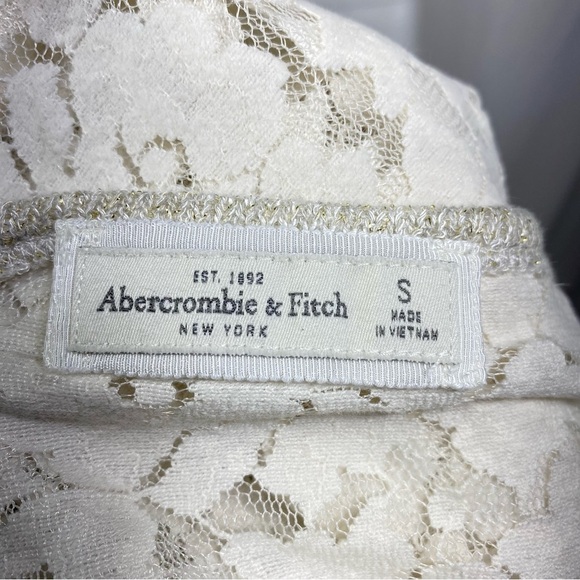 EST. 1892
Abercrombie & Fitch
NEW YORK
S
MADE
IN VIETNAM